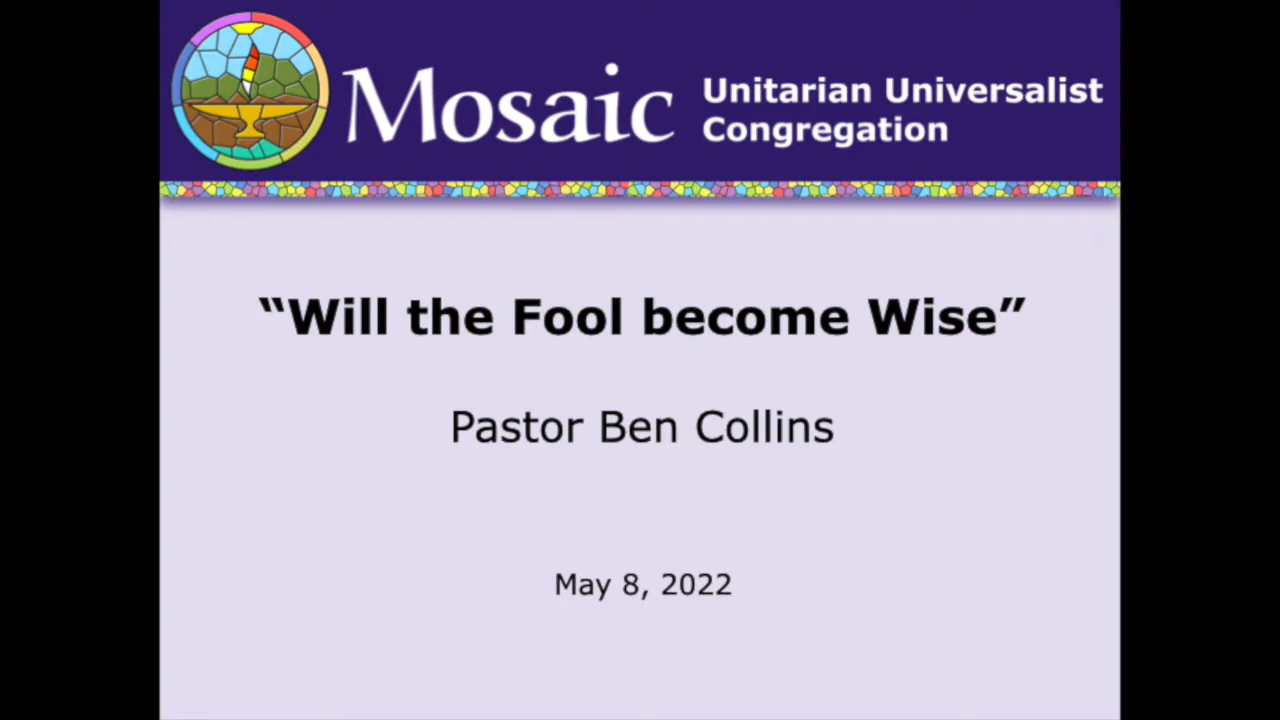 Mosaic
Unitarian Universalist
Congregation
“Will the Fool become Wise”
Pastor Ben Collins
May 8, 2022